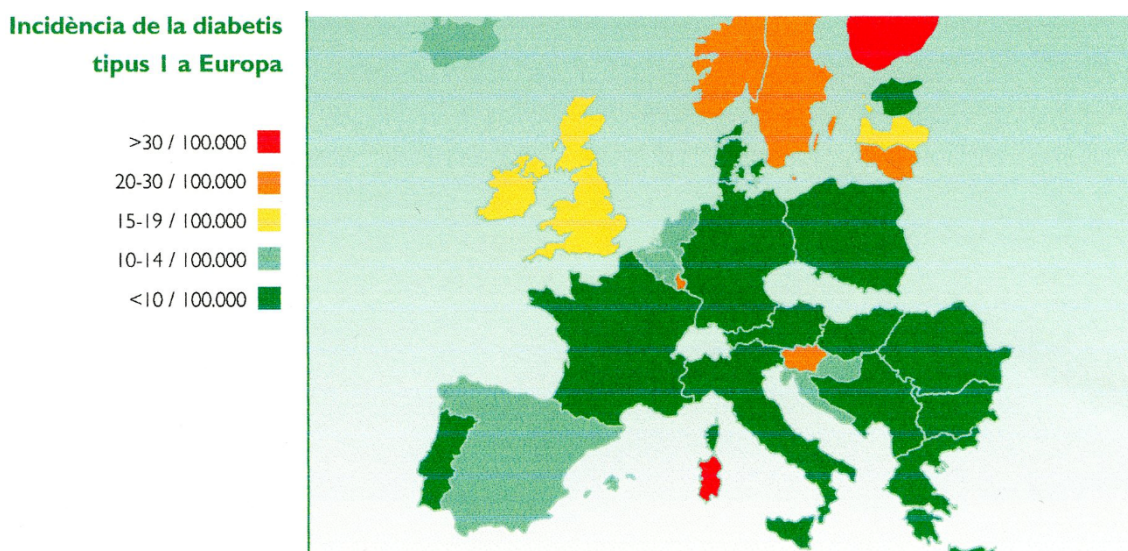 Incidència de la diabetis
tipus 1 a Europa
>30 / 100.000
20-30 / 100.000
15-19 / 100.000
10-14 / 100.000
<10 / 100.000